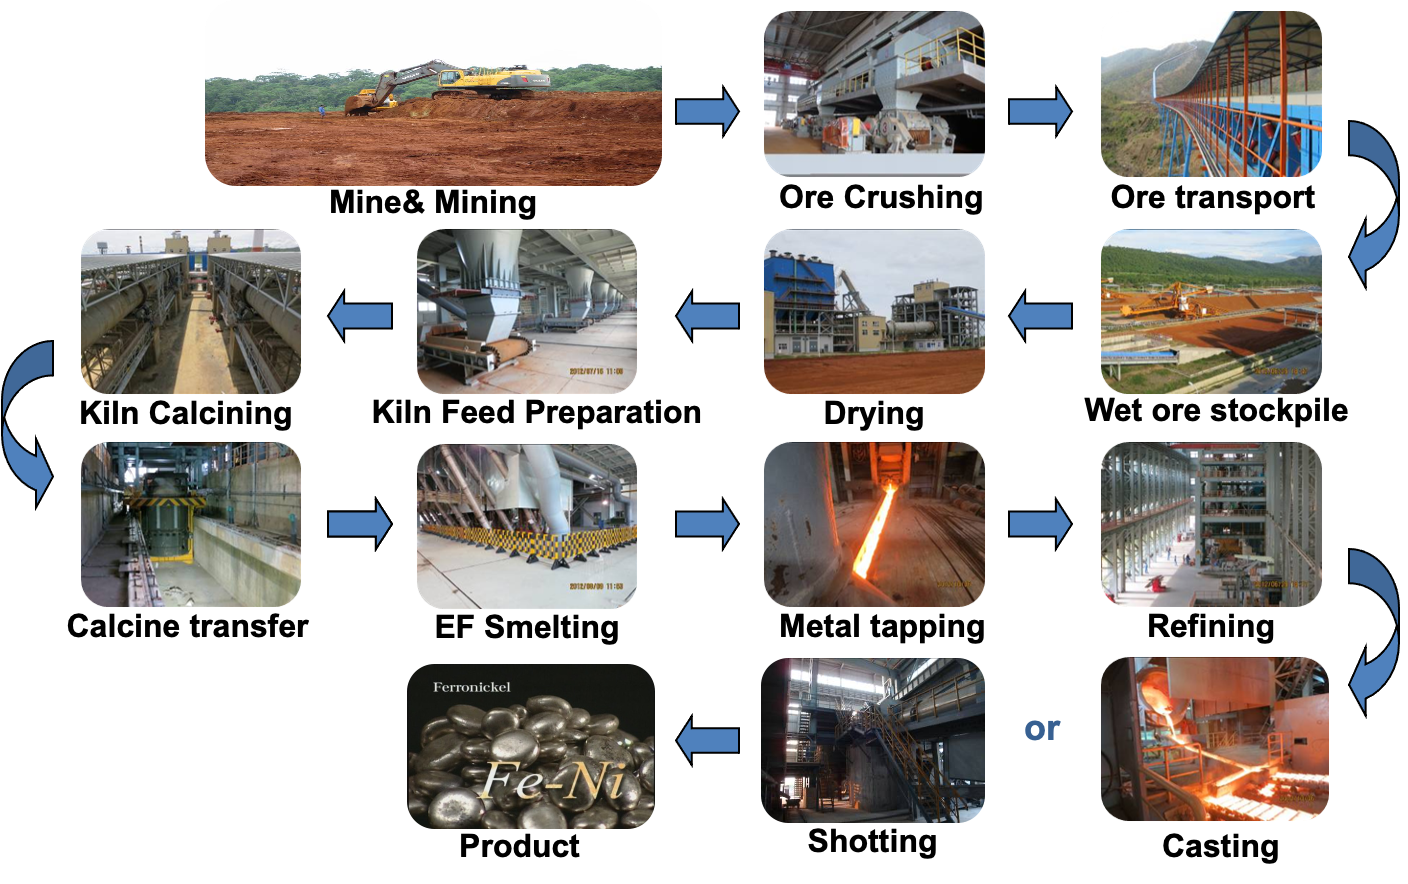 Mine& Mining
Ore Crushing
Ore transport
Kiln Calcining
2012/07/16 11:09
Kiln Feed Preparation
Drying
Wet ore stockpile
Calcine transfer
2012/09/09 11:53
EF Smelting
Metal tapping
Refining
Ferronickel
Fe-Ni
Product
Shotting
or
Casting